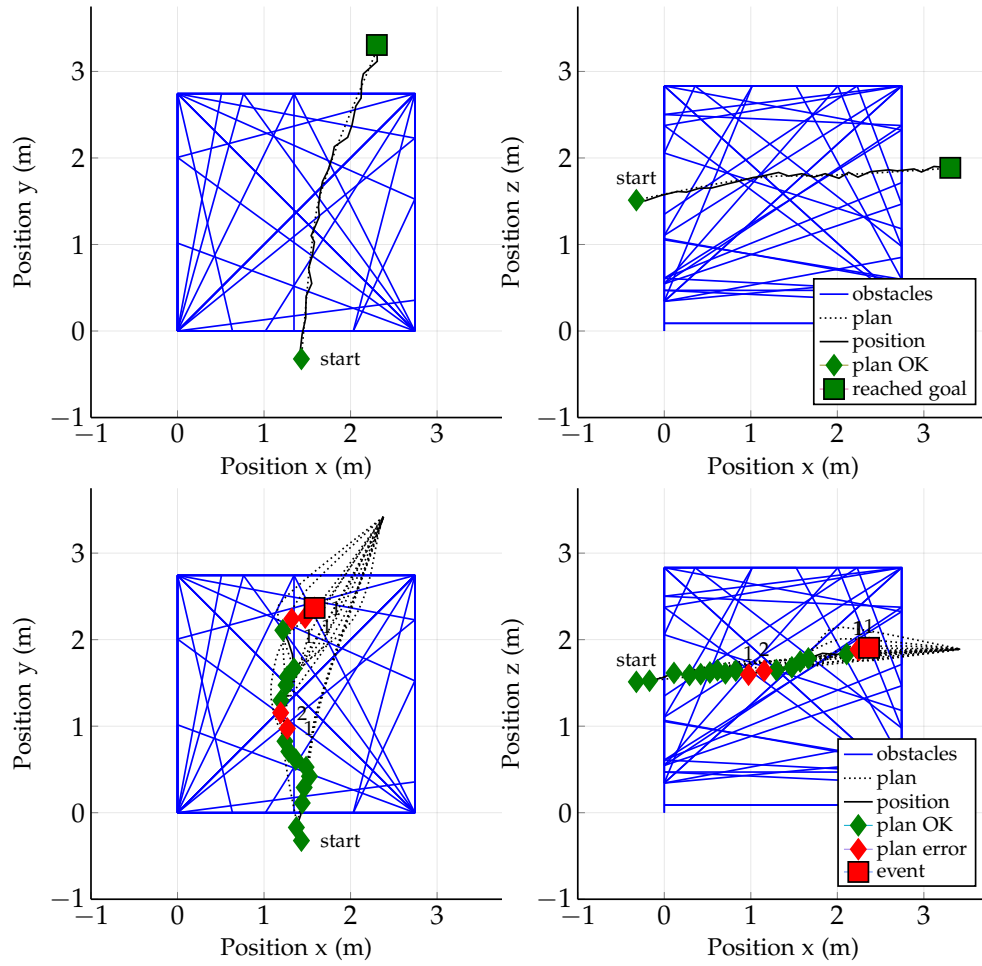 3
2
1
0
−1
−1
0
1
2
3
Position x (m)
Position y (m)
start
3
2
1
0
−1
−1
0
1
2
3
Position x (m)
Position z (m)
start
obstacles
plan
position
plan OK
reached goal
3
2
1
0
−1
−1
0
1
2
3
Position x (m)
Position y (m)
start
1
2
1
1
3
2
1
0
−1
−1
0
1
2
3
Position x (m)
Position z (m)
start
1
2
1
1
obstacles
plan
position
plan OK
plan error
event